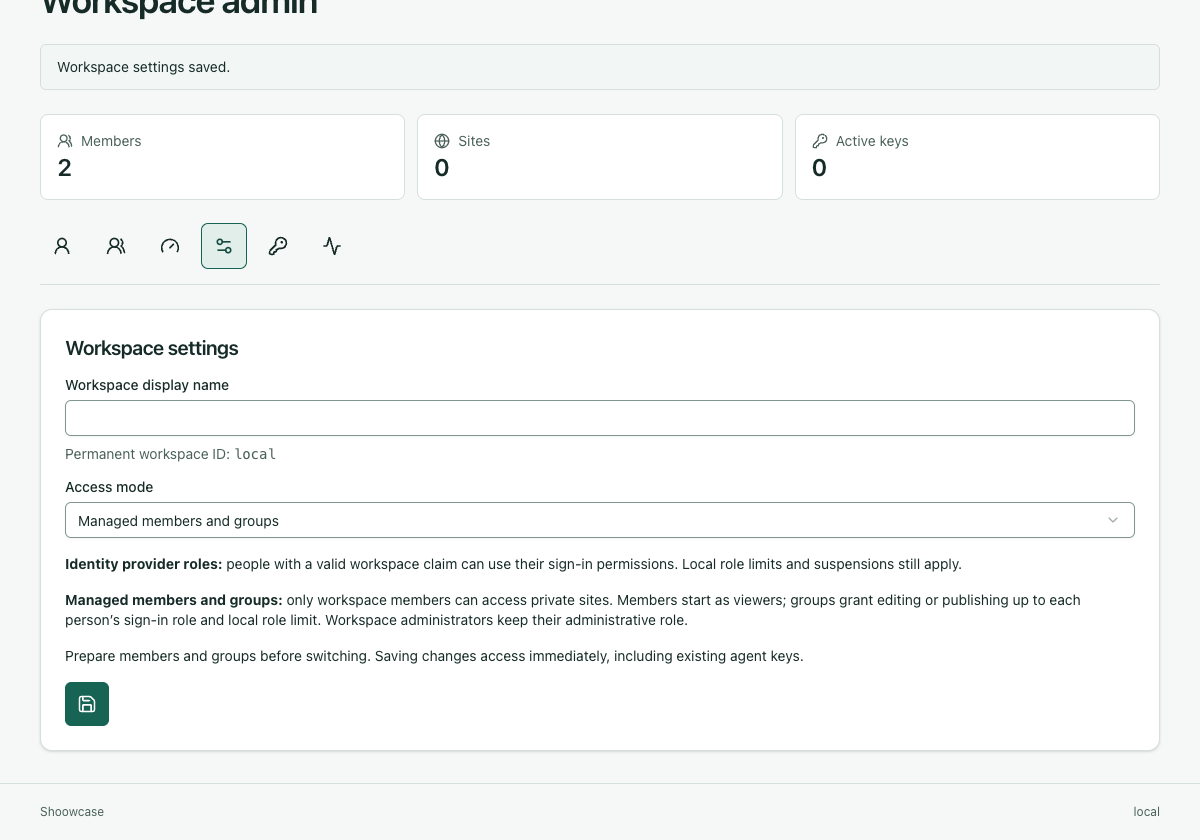 Workspace admin
Workspace settings saved.
Members
2
Sites
0
Active keys
0
Workspace settings
Workspace display name
Permanent workspace ID: local
Access mode
Managed members and groups
Identity provider roles: people with a valid workspace claim can use their sign-in permissions. Local role limits and suspensions still apply.
Managed members and groups: only workspace members can access private sites. Members start as viewers; groups grant editing or publishing up to each
person’s sign-in role and local role limit. Workspace administrators keep their administrative role.
Prepare members and groups before switching. Saving changes access immediately, including existing agent keys.
Shoowcase
local